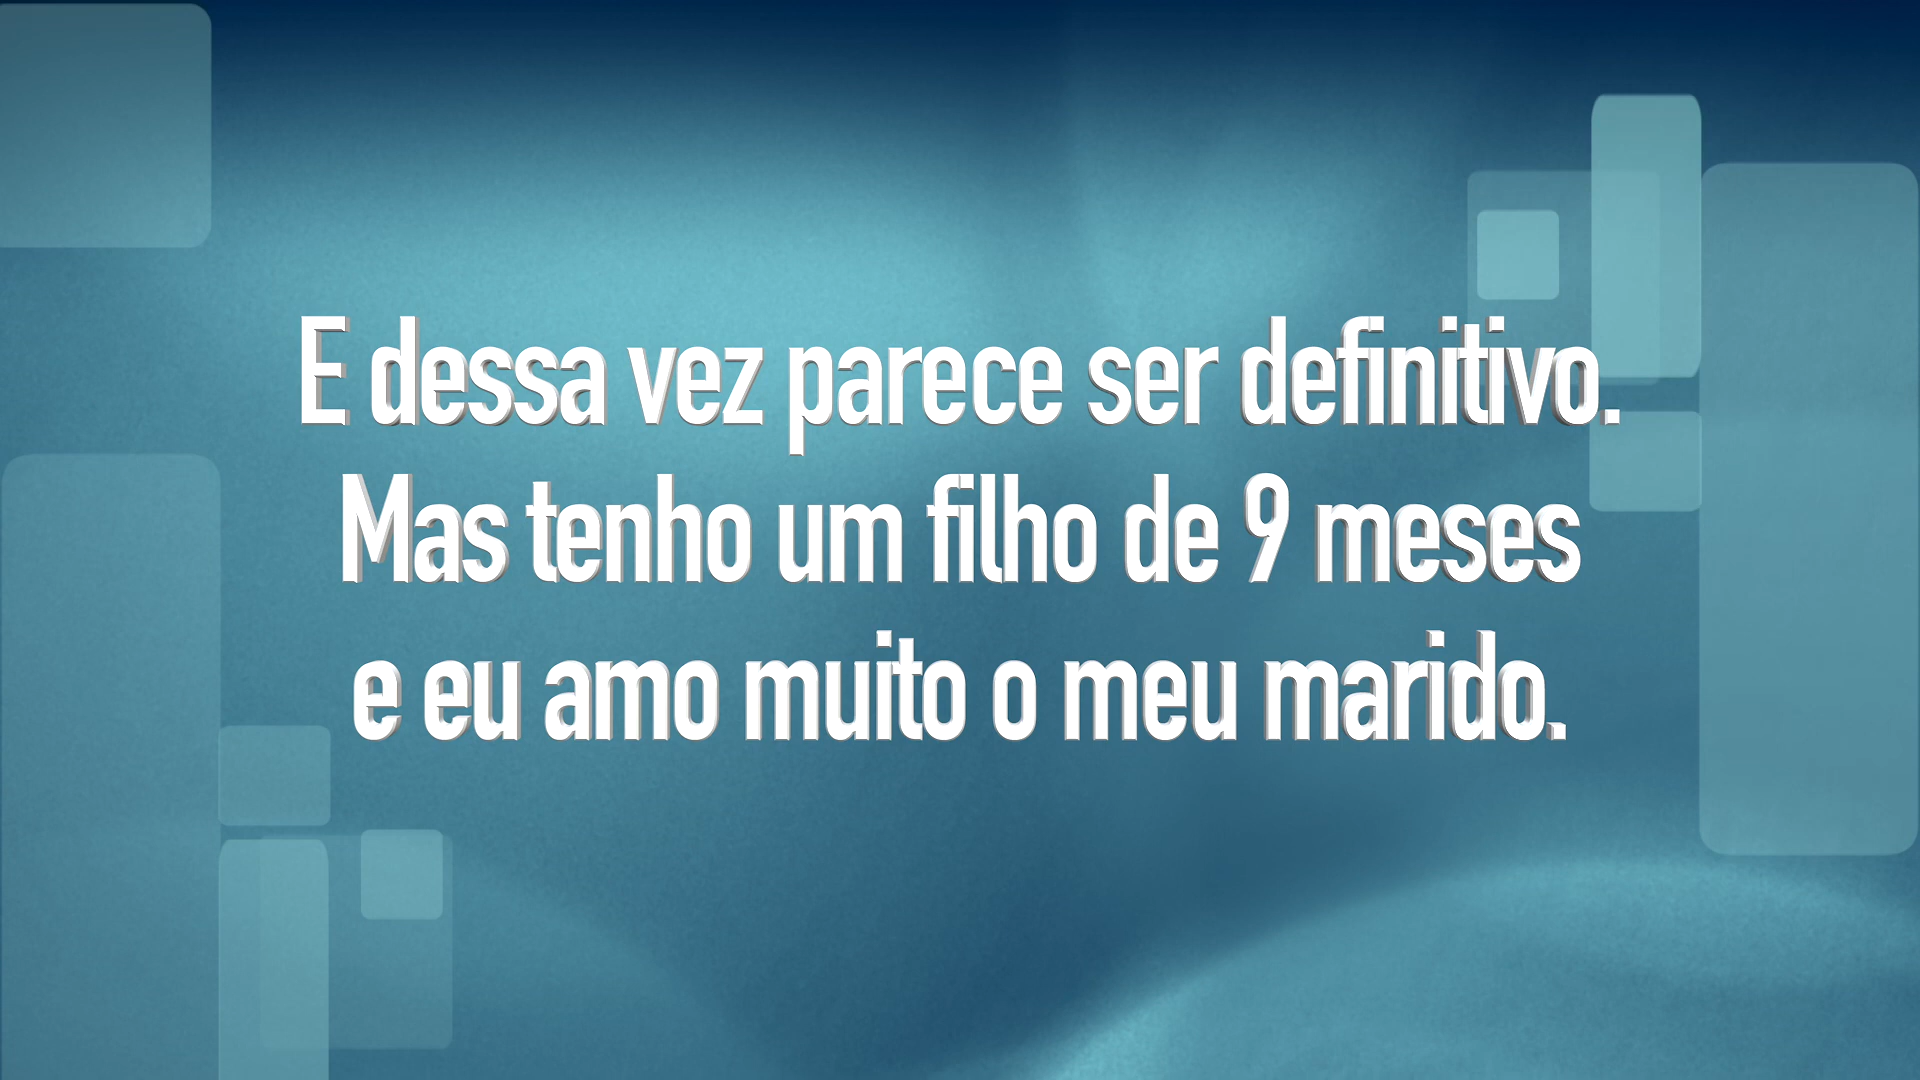 E dessa vez parece ser definitivo.
Mas tenho um filho de 9 meses
e eu amo muito o meu marido.